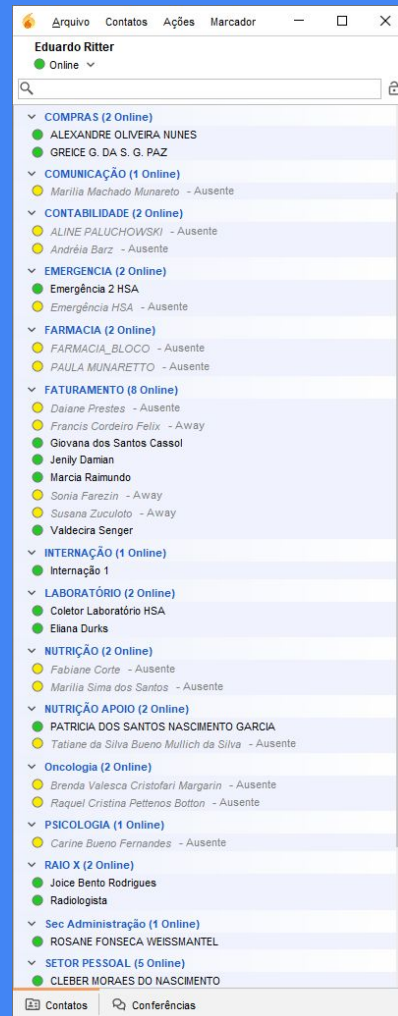 Arquivo Contatos Ações Marcador
Eduardo Ritter
Online
COMPRAS (2 Online)
ALEXANDRE OLIVEIRA NUNES
GREICE G. DA S. G. PAZ
COMUNICAÇÃO (1 Online)
Marilia Machado Munareto - Ausente
CONTABILIDADE (2 Online)
ALINE PALUCHOWSKI - Ausente
Andréia Barz - Ausente
EMERGENCIA (2 Online)
Emergência 2 HSA
Emergência HSA - Ausente
FARMACIA (2 Online)
FARMACIA_BLOCO - Ausente
PAULA MUNARETTO - Ausente
FATURAMENTO (8 Online)
Daiane Prestes - Ausente
Francis Cordeiro Felix - Away
Giovana dos Santos Cassol
Jenily Damian
Marcia Raimundo
Sonia Farezin - Away
Susana Zuculoto - Away
Valdecira Senger
INTERNAÇÃO (1 Online)
Internação 1
LABORATÓRIO (2 Online)
Coletor Laboratório HSA
Eliana Durks
NUTRIÇÃO (2 Online)
Fabiane Corte - Ausente
Marilia Sima dos Santos - Ausente
NUTRIÇÃO APOIO (2 Online)
PATRICIA DOS SANTOS NASCIMENTO GARCIA
Tatiane da Silva Bueno Mullich da Silva - Ausente
Oncologia (2 Online)
Brenda Valesca Cristofari Margarin - Ausente
Raquel Cristina Pettenos Botton - Ausente
PSICOLOGIA (1 Online)
Carine Bueno Fernandes - Ausente
RAIO X (2 Online)
Joice Bento Rodrigues
Radiologista
Sec Administração (1 Online)
ROSANE FONSECA WEISSMANTEL
SETOR PESSOAL (5 Online)
CLEBER MORAES DO NASCIMENTO
Contatos Conferências